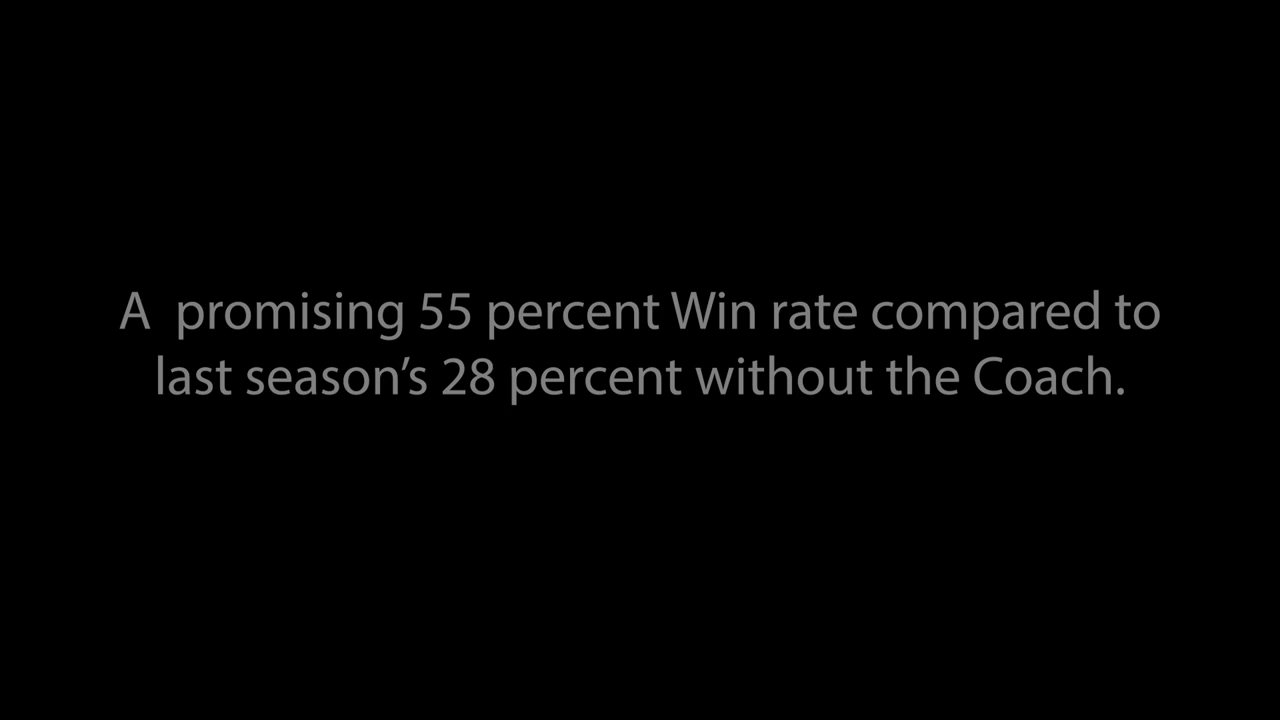 A  promising 55 percent Win rate compared to
last season’s 28 percent without the Coach.